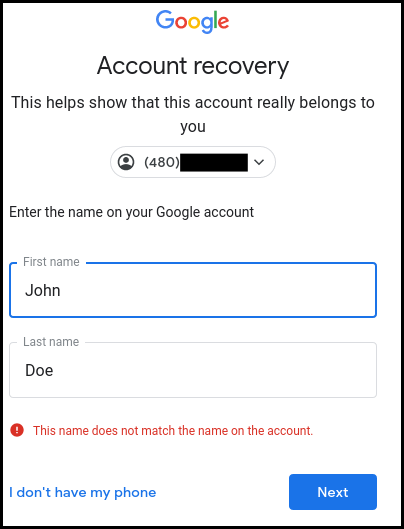 Google
Account recovery
This helps show that this account really belongs to
you
(480)
Enter the name on your Google account
First name
John
Last name
Doe
This name does not match the name on the account.
I don't have my phone
Next